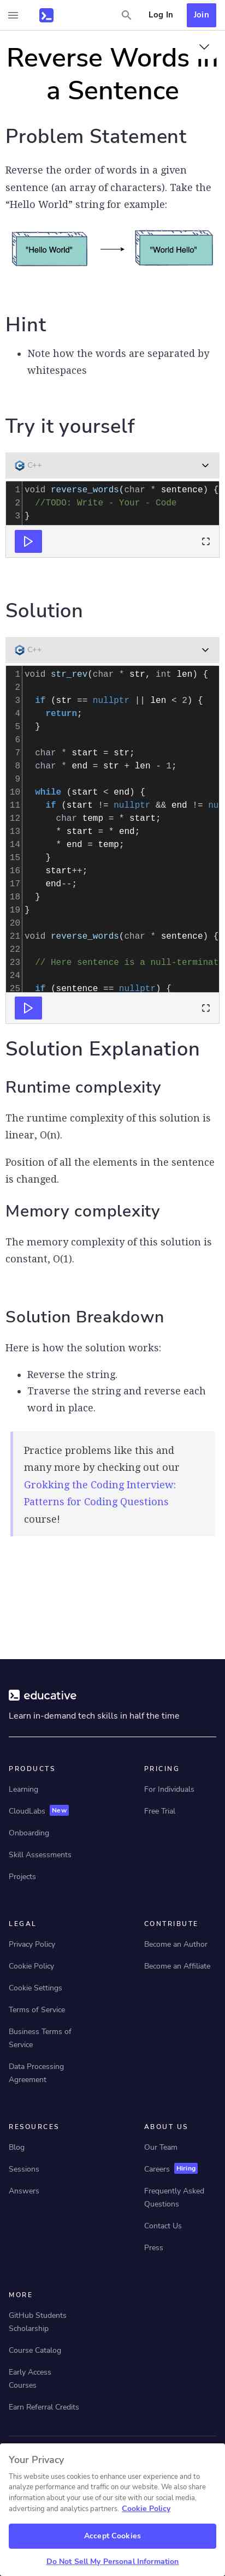 Log In
Join
Reverse Words in
a Sentence
Problem Statement
Reverse the order of words in a given
sentence (an array of characters). Take the
“Hello World” string for example:
"Hello World"
"World Hello"
Hint
Note how the words are separated by
whitespaces
Try it yourself
C++
1 void reverse_words(char * sentence) {
2 //TODO: Write - Your - Code
3 }
Solution
C++
1 void str_rev(char * str, int len) {
2
3 if (str == nullptr || len < 2) {
4 return;
5 }
6
7 char * start = str;
8 char * end = str + len - 1;
9
10 while (start < end) {
11 if (start != nullptr && end != nu
12 char temp = * start;
13 * start = * end;
14 * end = temp;
15 }
16 start++;
17 end--;
18 }
19 }
20
21 void reverse_words(char * sentence) {
22
23 // Here sentence is a null-terminat
24
25 if (sentence == nullptr) {
Solution Explanation
Runtime complexity
The runtime complexity of this solution is
linear, O(n).
Position of all the elements in the sentence
is changed.
Memory complexity
The memory complexity of this solution is
constant, O(1).
Solution Breakdown
Here is how the solution works:
Reverse the string.
Traverse the string and reverse each
word in place.
Practice problems like this and
many more by checking out our
Grokking the Coding Interview:
Patterns for Coding Questions
course!
educative
Learn in-demand tech skills in half the time
PRODUCTS
Learning
CloudLabs New
Onboarding
Skill Assessments
Projects
PRICING
For Individuals
Free Trial
LEGAL
Privacy Policy
Cookie Policy
Cookie Settings
Terms of Service
Business Terms of
Service
Data Processing
Agreement
CONTRIBUTE
Become an Author
Become an Affiliate
RESOURCES
Blog
Sessions
Answers
ABOUT US
Our Team
Careers Hiring
Frequently Asked
Questions
Contact Us
Press
MORE
GitHub Students
Scholarship
Course Catalog
Early Access
Courses
Earn Referral Credits
Your Privacy
This website uses cookies to enhance user experience and to
analyze performance and traffic on our website. We also share
information about your use of our site with our social media,
advertising and analytics partners. Cookie Policy
Accept Cookies
Do Not Sell My Personal Information